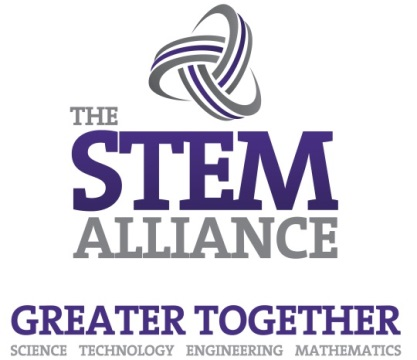 THE
STEM
ALLIANCE
GREATER TOGETHER
SCIENCE TECHNOLOGY ENGINEERING MATHEMATICS